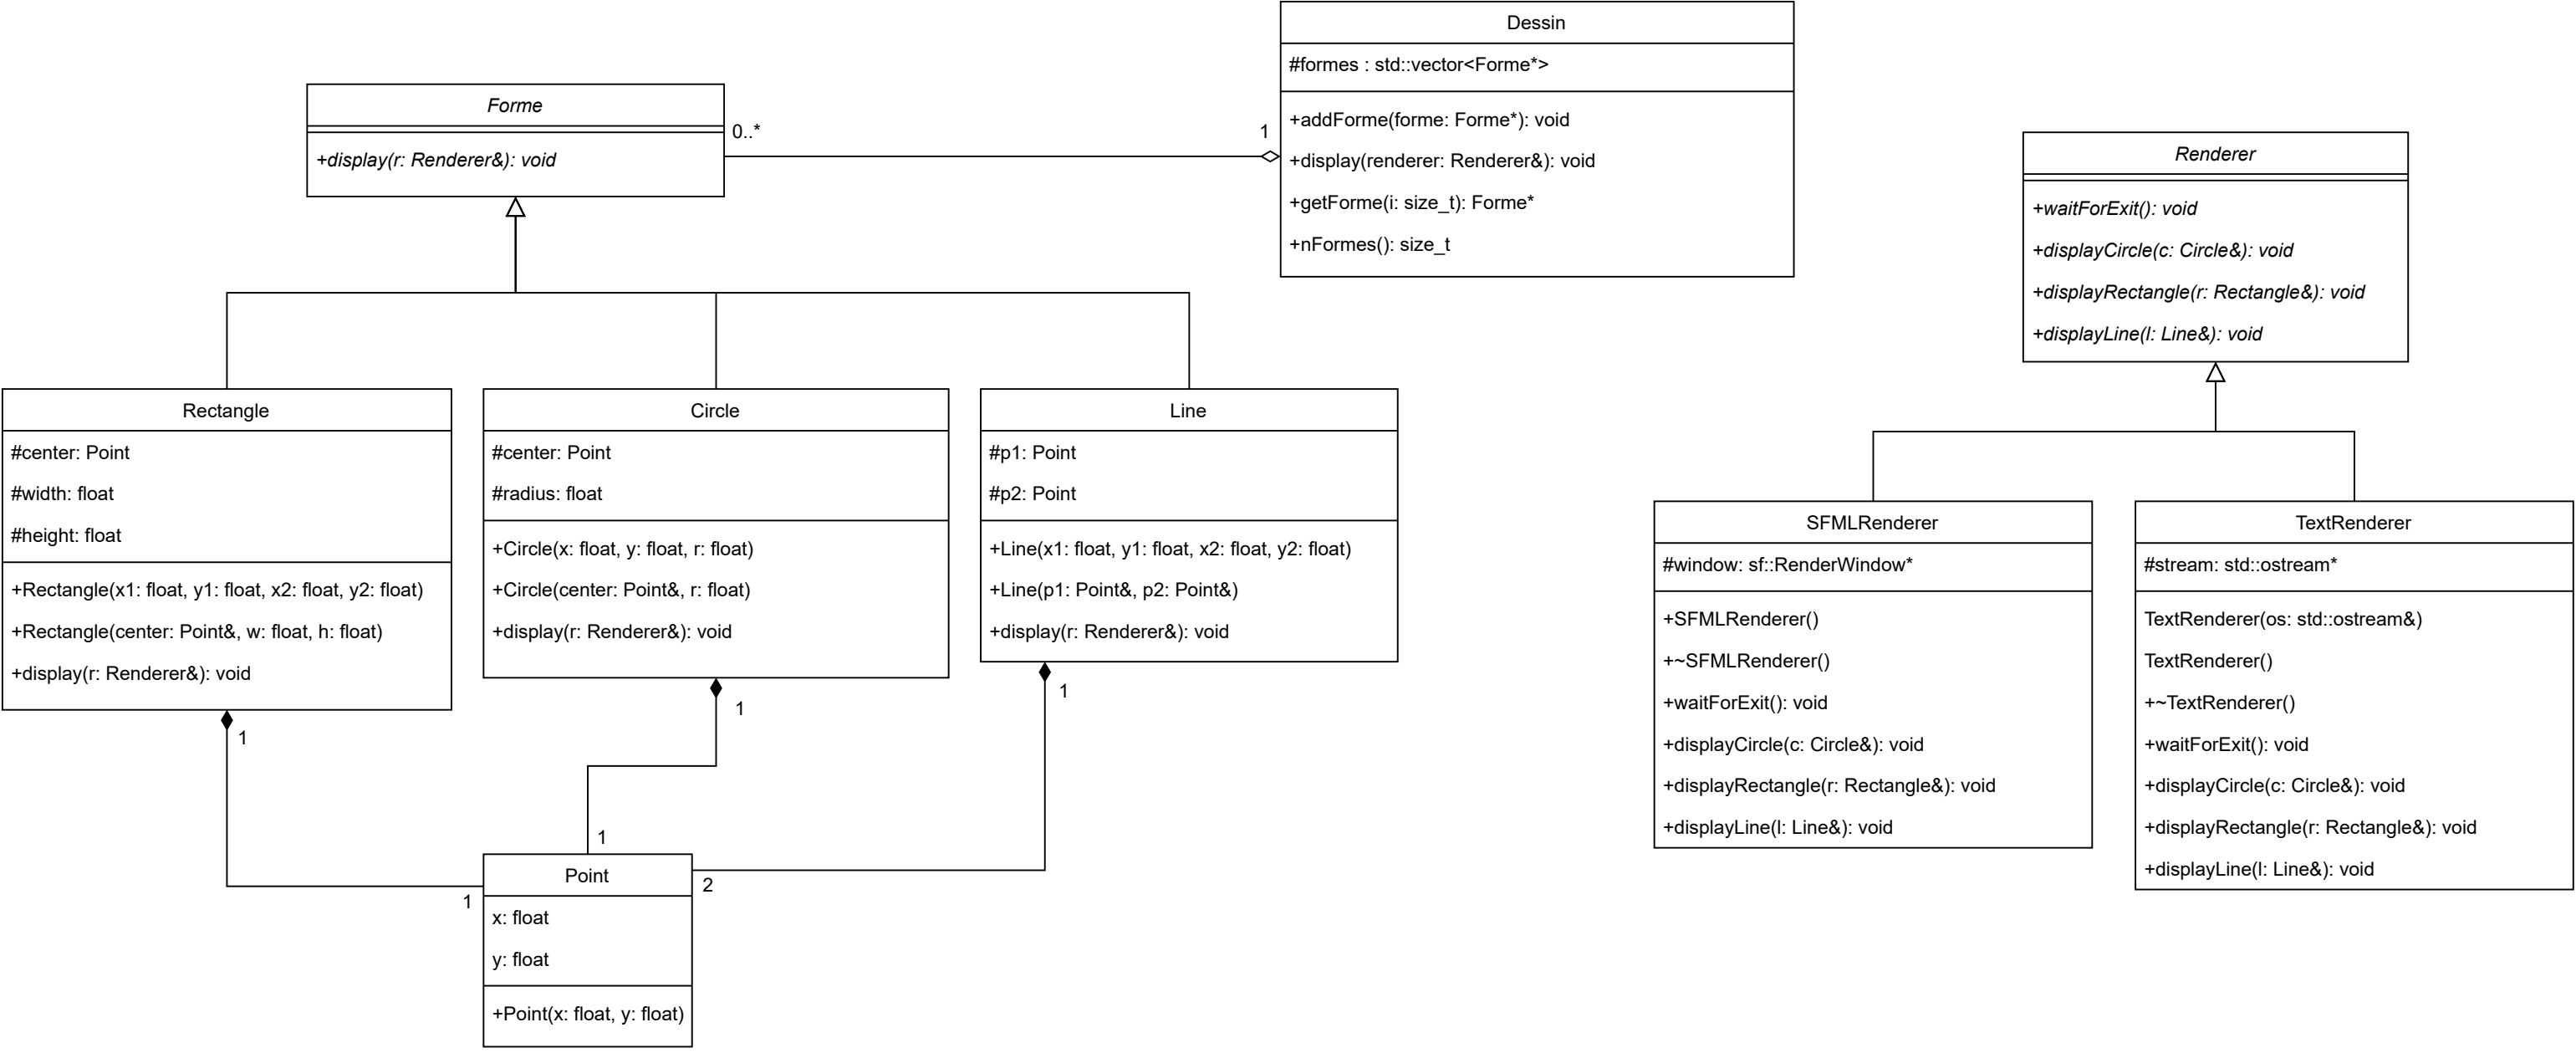 Dessin
#formes : std::vector<Forme*>
+addForme(forme: Forme*): void
+display(renderer: Renderer&): void
+getForme(i: size_t): Forme*
+nFormes(): size_t
Forme
+display(r: Renderer&): void
0..*
1
Renderer
+waitForExit(): void
+displayCircle(c: Circle&): void
+displayRectangle(r: Rectangle&): void
+displayLine(l: Line&): void
Rectangle
#center: Point
#width: float
#height: float
+Rectangle(x1: float, y1: float, x2: float, y2: float)
+Rectangle(center: Point&, w: float, h: float)
+display(r: Renderer&): void
1
Circle
#center: Point
#radius: float
+Circle(x: float, y: float, r: float)
+Circle(center: Point&, r: float)
+display(r: Renderer&): void
1
Line
#p1: Point
#p2: Point
+Line(x1: float, y1: float, x2: float, y2: float)
+Line(p1: Point&, p2: Point&)
+display(r: Renderer&): void
1
SFMLRenderer
#window: sf::RenderWindow*
+SFMLRenderer()
+~SFMLRenderer()
+waitForExit(): void
+displayCircle(c: Circle&): void
+displayRectangle(r: Rectangle&): void
+displayLine(l: Line&): void
TextRenderer
#stream: std::ostream*
TextRenderer(os: std::ostream&)
TextRenderer()
+~TextRenderer()
+waitForExit(): void
+displayCircle(c: Circle&): void
+displayRectangle(r: Rectangle&): void
+displayLine(l: Line&): void
1
1
2
Point
x: float
y: float
+Point(x: float, y: float)